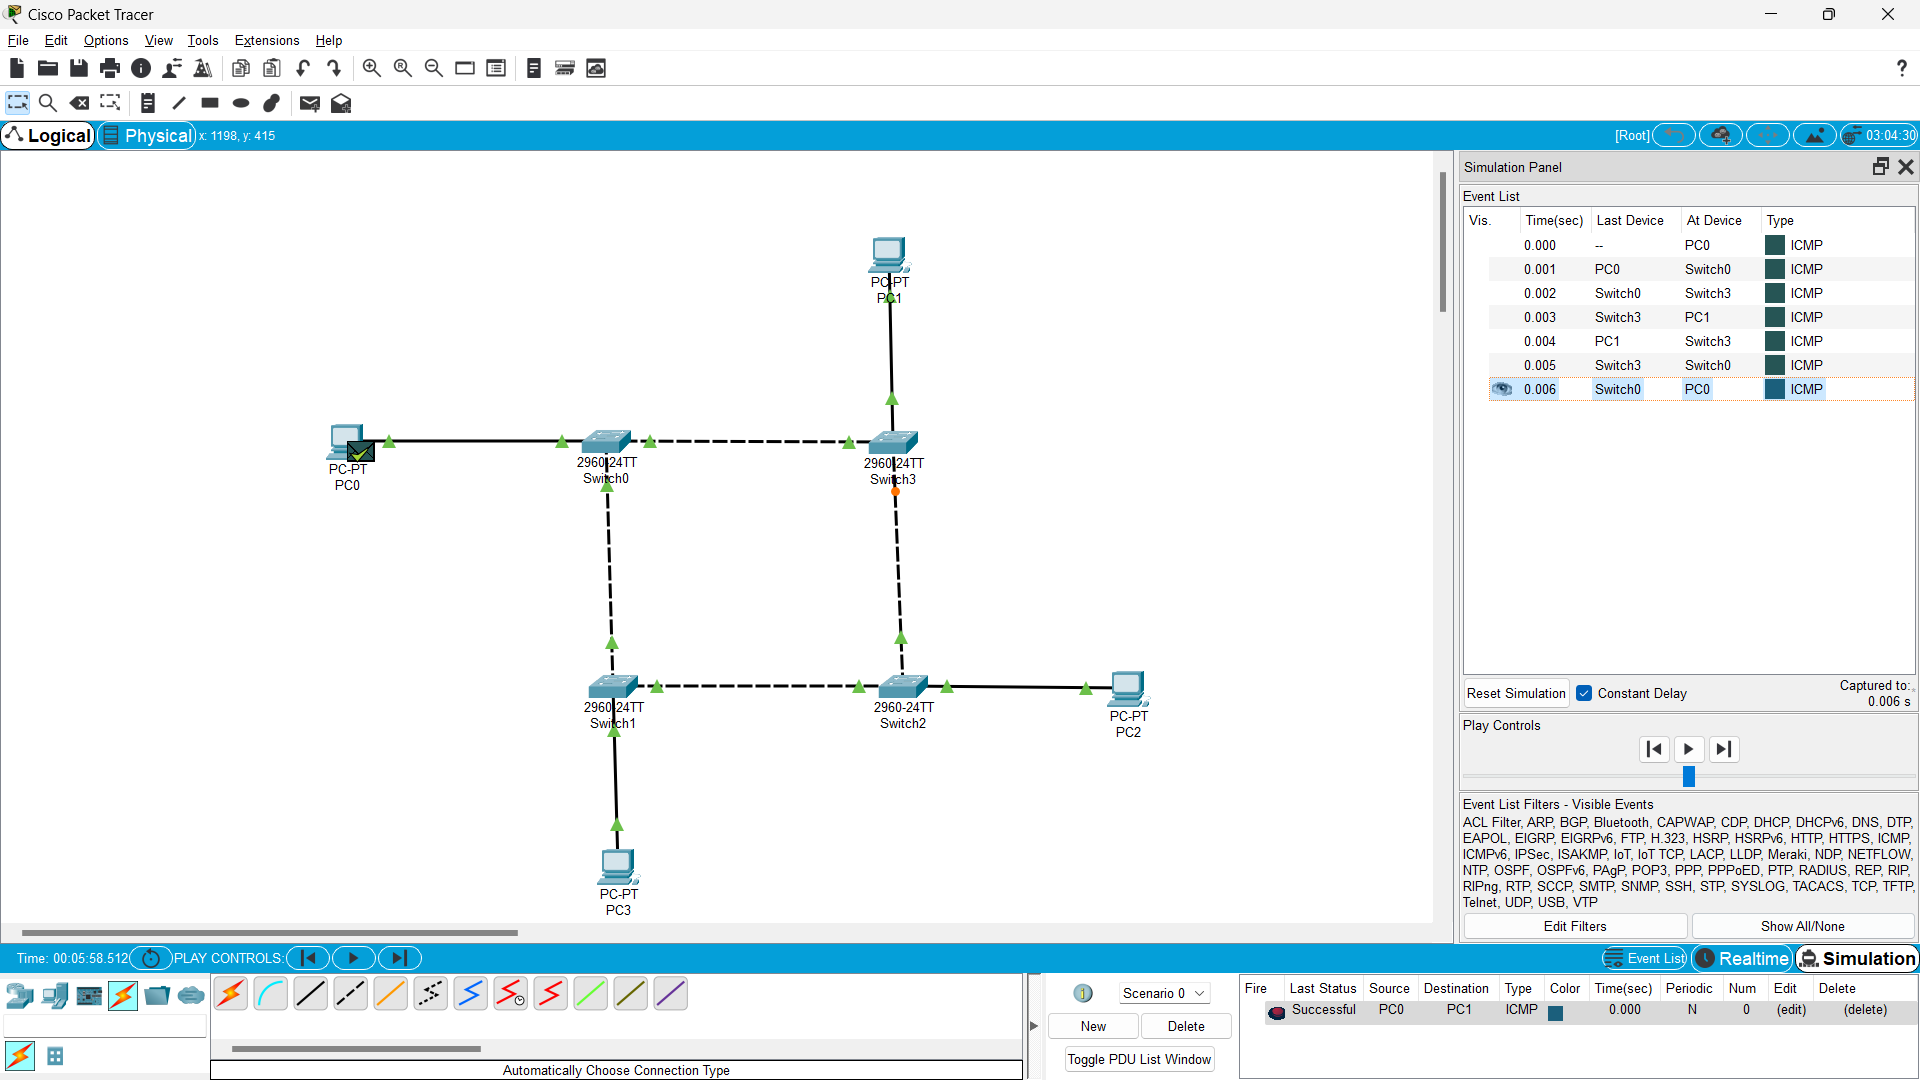 Cisco Packet Tracer
File Edit Options View Tools Extensions Help
Logical Physical x: 1198, y: 415 [Root] 03:04:30
Simulation Panel
Event List
Vis. Time(sec) Last Device At Device Type
0.000 -- PC0 ICMP
0.001 PC0 Switch0 ICMP
0.002 Switch0 Switch3 ICMP
0.003 Switch3 PC1 ICMP
0.004 PC1 Switch3 ICMP
0.005 Switch3 Switch0 ICMP
0.006 Switch0 PC0 ICMP
PC-PT
PC1
PC-PT
PC0
2960-24TT
Switch0
2960-24TT
Switch3
2960-24TT
Switch1
2960-24TT
Switch2
PC-PT
PC2
PC-PT
PC3
Reset Simulation Constant Delay Captured to:
0.006 s
Play Controls
Event List Filters - Visible Events
ACL Filter, ARP, BGP, Bluetooth, CAPWAP, CDP, DHCP, DHCPv6, DNS, DTP,
EAPOL, EIGRP, EIGRPv6, FTP, H.323, HSRP, HSRPv6, HTTP, HTTPS, ICMP,
ICMPv6, IPSec, ISAKMP, IoT, IoT TCP, LACP, LLDP, Meraki, NDP, NETFLOW,
NTP, OSPF, OSPFv6, PAgP, POP3, PPP, PPPoED, PTP, RADIUS, REP, RIP,
RIPng, RTP, SCCP, SMTP, SNMP, SSH, STP, SYSLOG, TACACS, TCP, TFTP,
Telnet, UDP, USB, VTP
Edit Filters Show All/None
Time: 00:05:58.512 PLAY CONTROLS: Event List Realtime Simulation
Scenario 0
New Delete
Toggle PDU List Window
Fire Last Status Source Destination Type Color Time(sec) Periodic Num Edit Delete
Successful PC0 PC1 ICMP 0.000 N 0 (edit) (delete)
Automatically Choose Connection Type